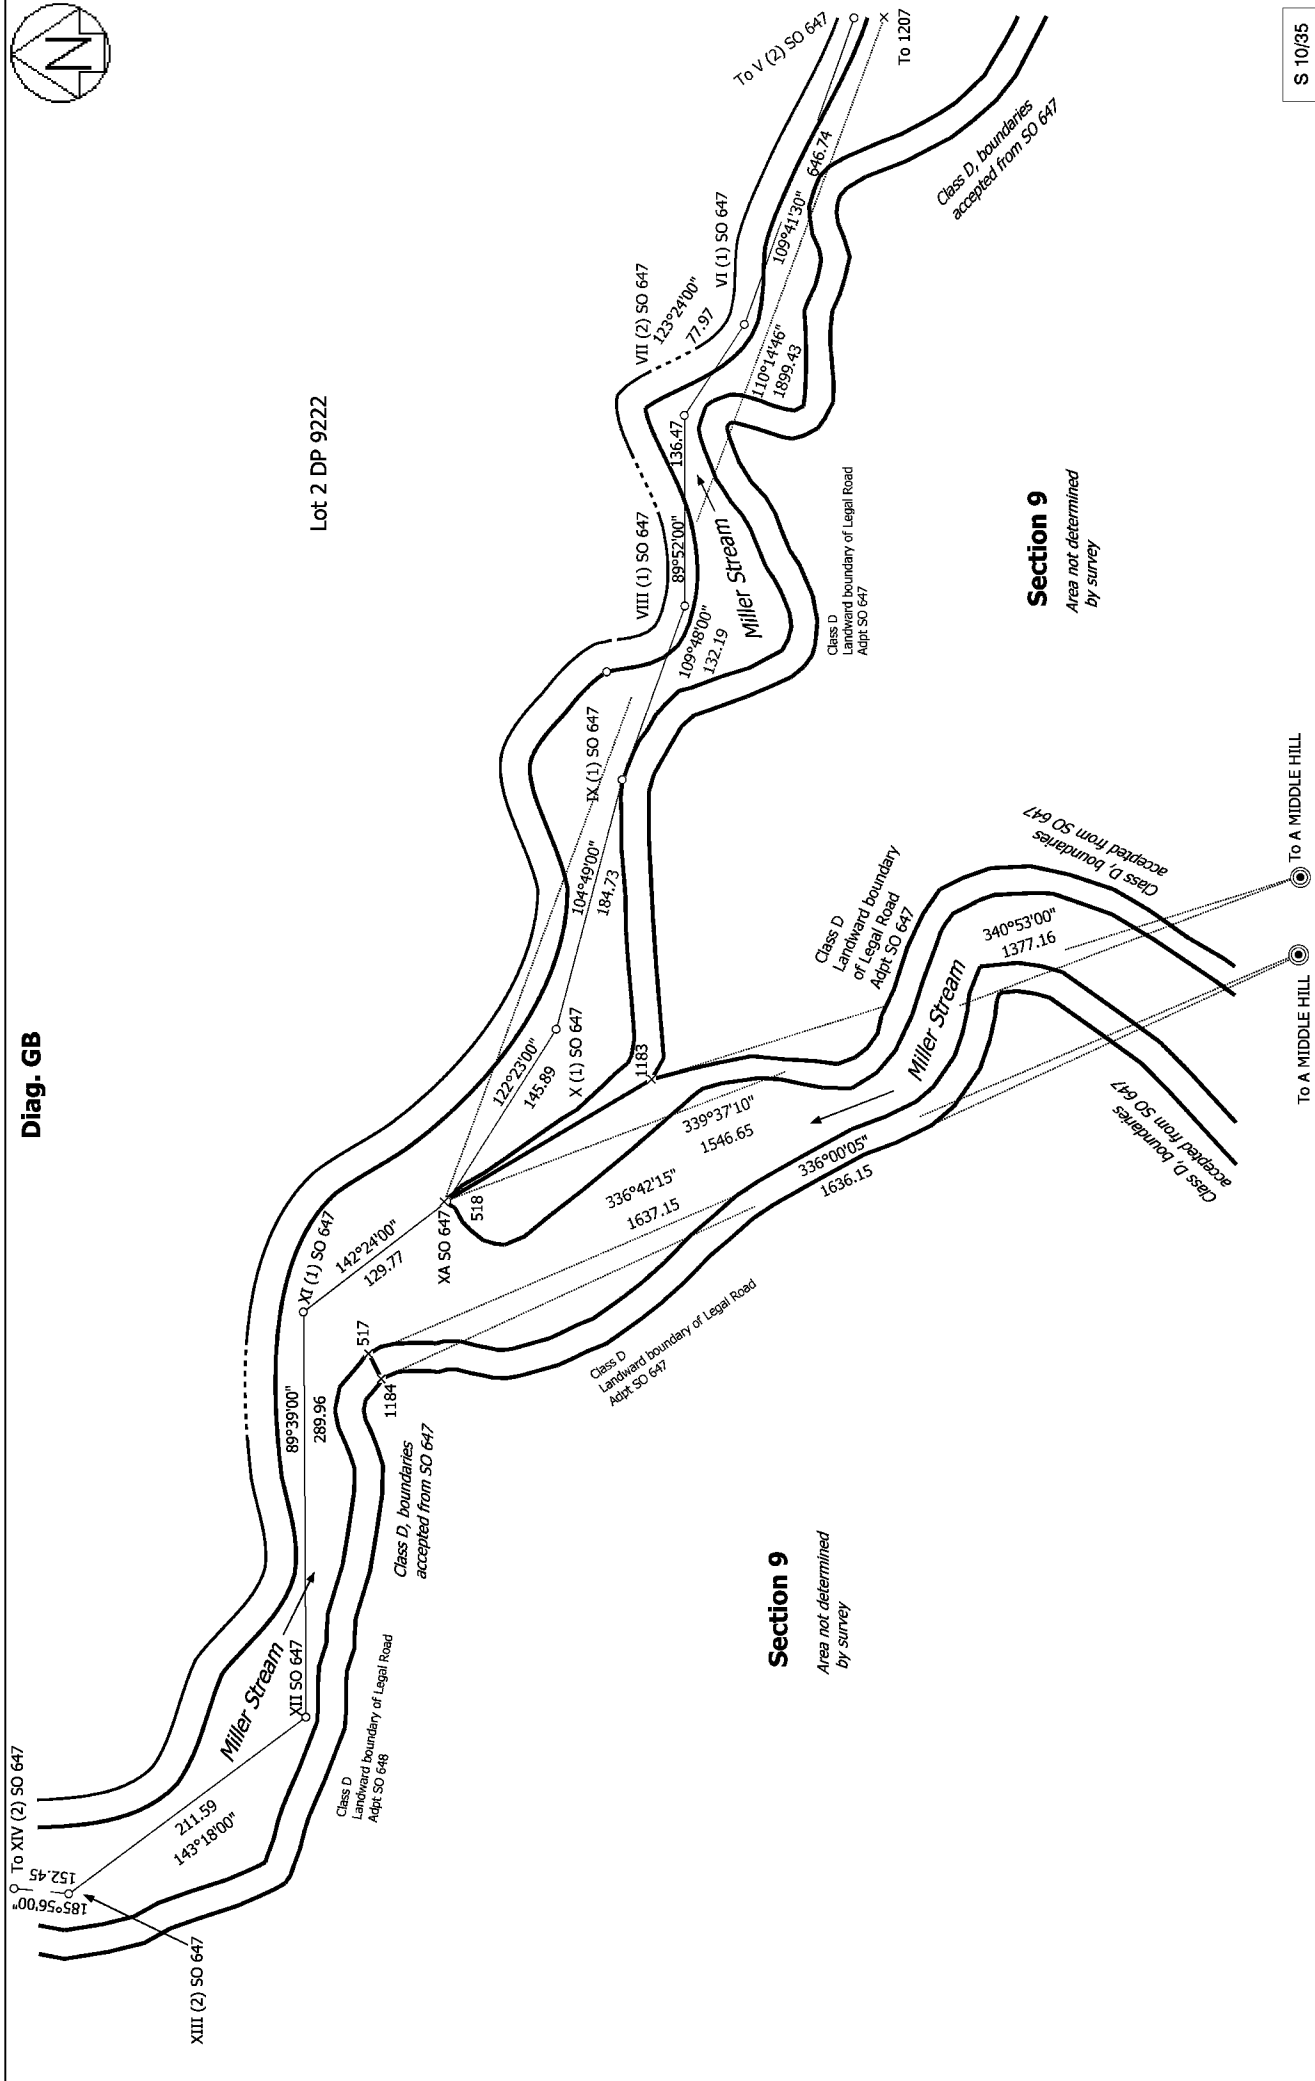 Diag. GB
N
Lot 2 DP 9222
To XIV (2) SO 647
152.45
185°56'00"
XIII (2) SO 647
211.59
143°18'00"
Miller Stream
XII SO 647
89°39'00"
289.96
XI (1) SO 647
142°24'00"
129.77
XA SO 647
518
517
1184
Class D
Landward boundary of Legal Road
Adpt SO 648
Class D, boundaries
accepted from SO 647
Class D
Landward boundary of Legal Road
Adpt SO 647
122°23'00"
145.89
X (1) SO 647
1183
104°49'00"
184.73
IX (1) SO 647
109°48'00"
132.19
VIII (1) SO 647
89°52'00"
136.47
Miller Stream
VII (2) SO 647
123°24'00"
77.97
VI (1) SO 647
109°41'30"
646.74
110°14'46"
1899.43
To V (2) SO 647
To 1207
Class D, boundaries
accepted from SO 647
Class D
Landward boundary of Legal Road
Adpt SO 647
Section 9
Area not determined
by survey
339°37'10"
1546.65
336°42'15"
1637.15
336°00'05"
1636.15
Miller Stream
Class D
Landward boundary
of Legal Road
Adpt SO 647
340°53'00"
1377.16
Class D, boundaries
accepted from SO 647
Class D, boundaries
accepted from SO 647
To A MIDDLE HILL
To A MIDDLE HILL
Section 9
Area not determined
by survey
S 10/35